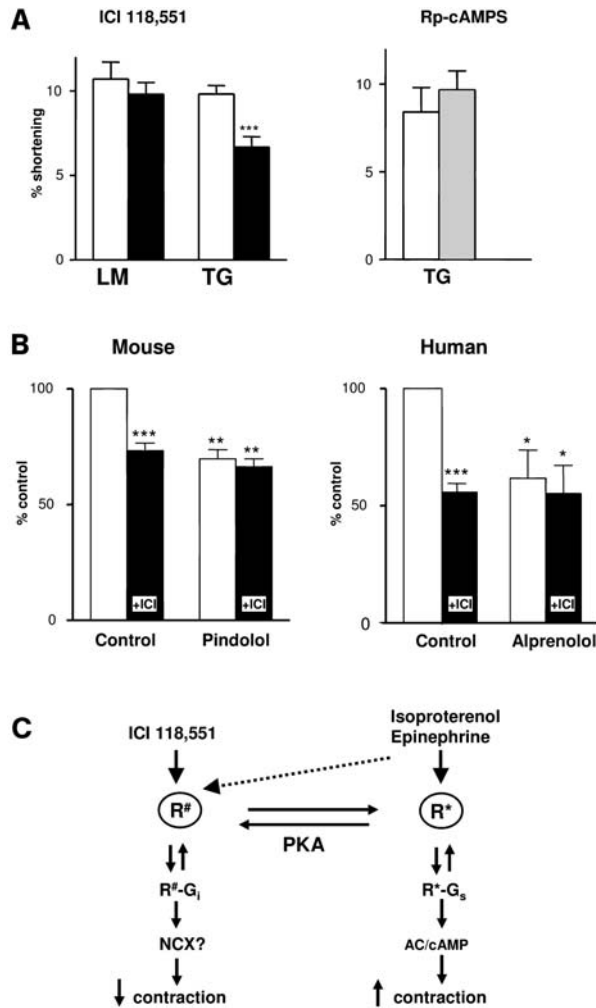 A
ICI 118,551
Rp-cAMPS
% shortening
10
5
0
***
LM
TG
10
5
0
TG
B
Mouse
Human
% control
100
50
0
***
**
**
+ICI
+ICI
Control
Pindolol
% control
100
50
0
***
*
*
+ICI
+ICI
Control
Alprenolol
C
ICI 118,551
Isoproterenol
Epinephrine
R#
R*
PKA
R#-Gi
R*-Gs
NCX?
AC/cAMP
contraction
contraction